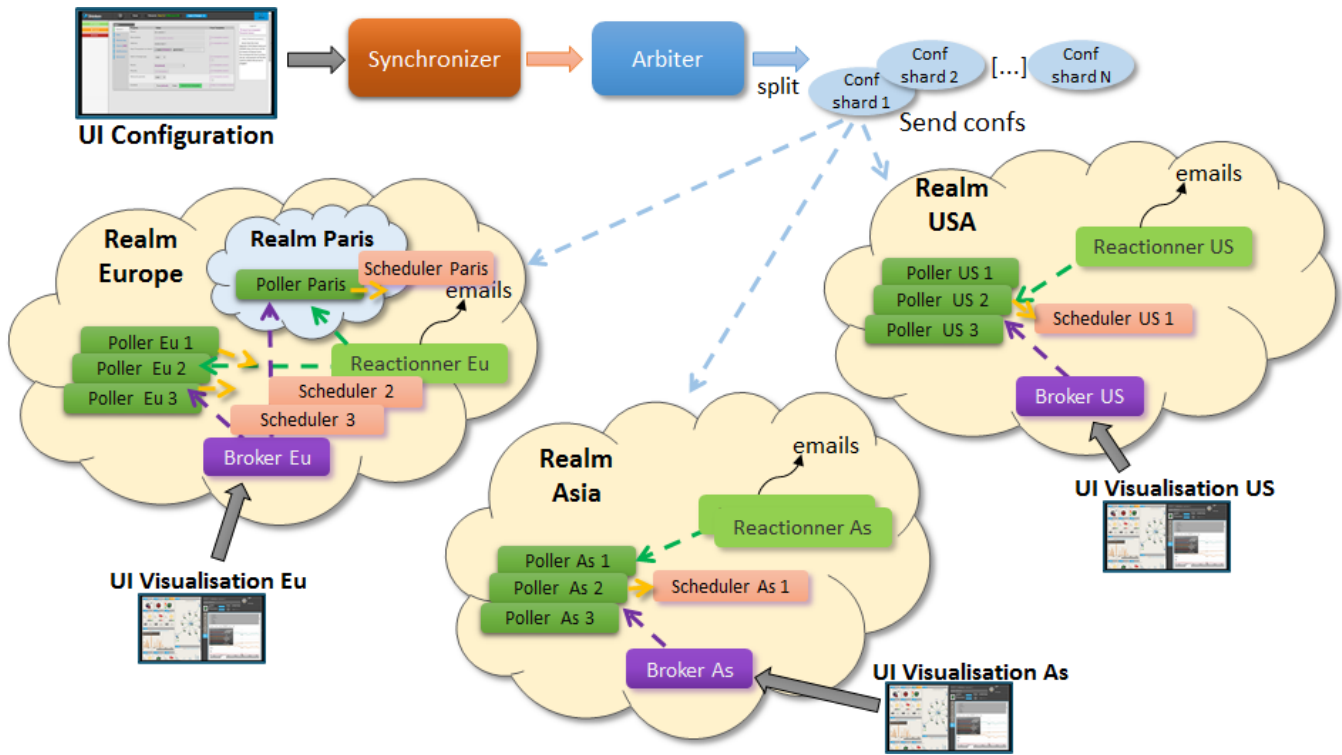 UI Configuration
Synchronizer
Arbiter
split
Conf
shard 1
Conf
shard 2
[...]
Conf
shard N
Send confs
Realm
Europe
Realm Paris
Poller Paris
Scheduler Paris
emails
Poller Eu 1
Poller Eu 2
Poller Eu 3
Reactionner Eu
Scheduler 2
Scheduler 3
Broker Eu
UI Visualisation Eu
Realm
Asia
emails
Reactionner As
Poller As 1
Poller As 2
Poller As 3
Scheduler As 1
Broker As
UI Visualisation As
Realm
USA
emails
Reactionner US
Poller US 1
Poller US 2
Poller US 3
Scheduler US 1
Broker US
UI Visualisation US